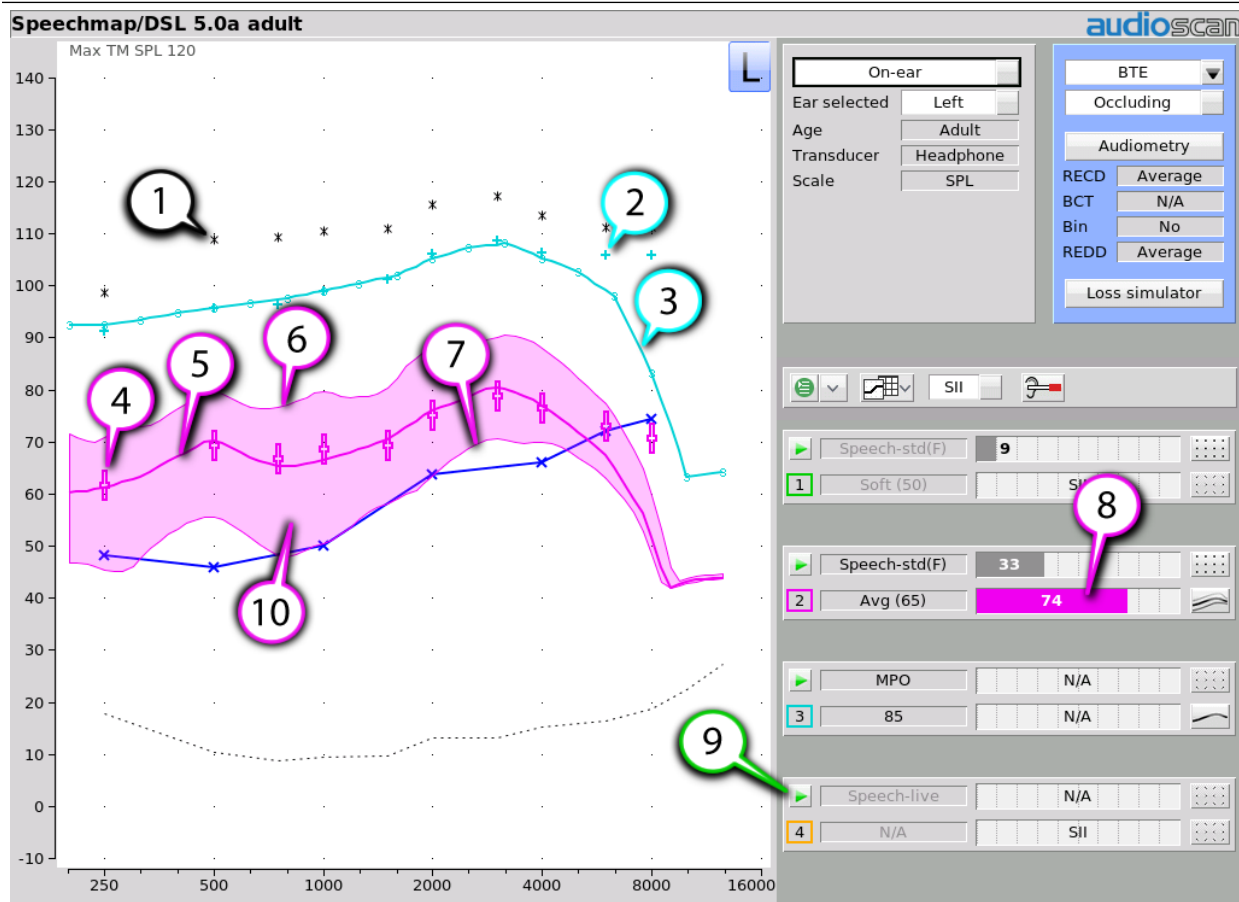 Speechmap/DSL 5.0a adult
audioscan
Max TM SPL 120
L
140
130
120
110
100
90
80
70
60
50
40
30
20
10
0
-10
250 500 1000 2000 4000 8000 16000
1
2
3
4
5
6
7
8
9
10
On-ear
Ear selected Left
Age Adult
Transducer Headphone
Scale SPL
BTE
Occluding
Audiometry
RECD Average
BCT N/A
Bin No
REDD Average
Loss simulator
SII
Speech-std(F) 9
1 Soft (50) SII
Speech-std(F) 33
2 Avg (65) 74
MPO N/A
3 85 N/A
Speech-live N/A
4 N/A SII